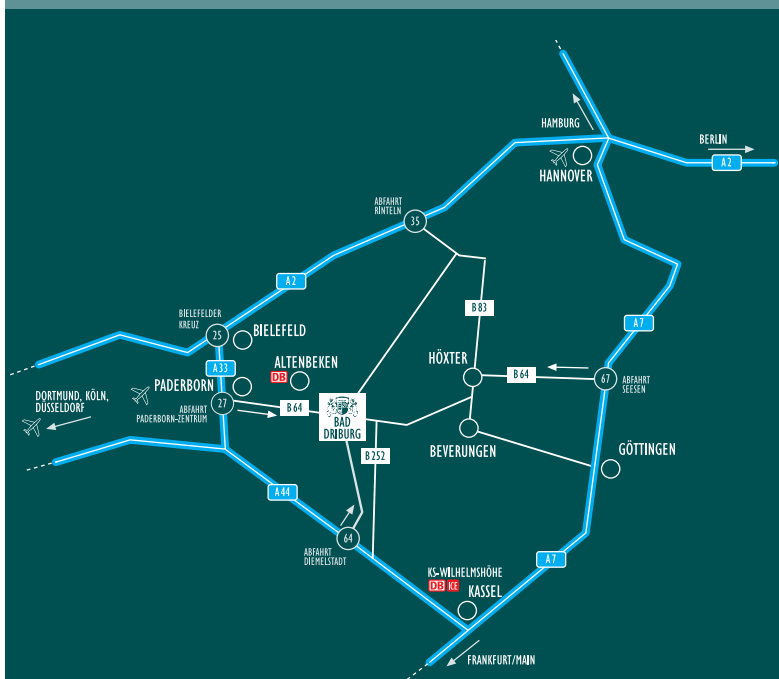 HAMBURG
BERLIN
A2
HANNOVER
ABFAHRT
RINTELN
35
A2
B83
A7
BIELEFELDER
KREUZ
25
BIELEFELD
A33
ALTENBEKEN
DB
HÖXTER
B64
67
ABFAHRT
SEESEN
PADERBORN
DORTMUND, KÖLN,
DÜSSELDORF
27
ABFAHRT
PADERBORN-ZENTRUM
B64
BAD
DRIBURG
BEVERUNGEN
B252
GÖTTINGEN
A44
64
ABFAHRT
DIEMELSTADT
A7
KS-WILHELMSHÖHE
DB ICE
KASSEL
FRANKFURT/MAIN